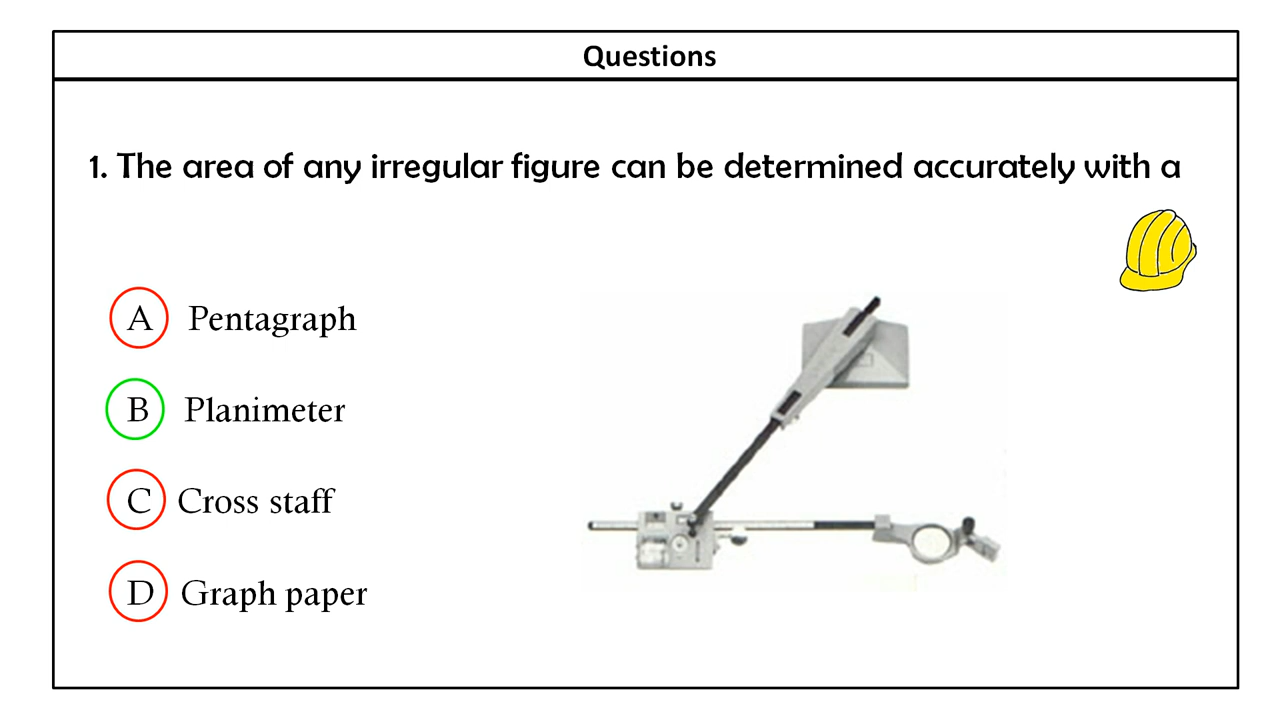 Questions
1. The area of any irregular figure can be determined accurately with a
A Pentagraph
B Planimeter
C Cross staff
D Graph paper